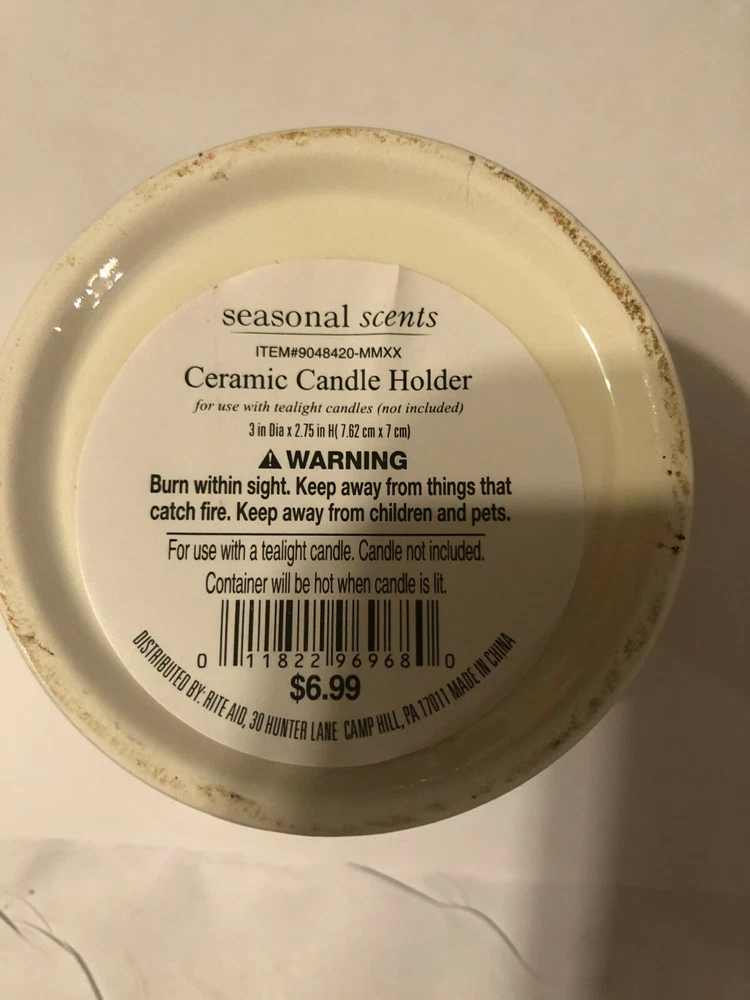 seasonal scents
ITEM#9048420-MMXX
Ceramic Candle Holder
for use with tealight candles (not included)
3 in Dia x 2.75 in H( 7.62 cm x 7 cm)
⚠ WARNING
Burn within sight. Keep away from things that
catch fire. Keep away from children and pets.
For use with a tealight candle. Candle not included.
Container will be hot when candle is lit.
0 11822 96968 0
$6.99
DISTRIBUTED BY: RITE AID, 30 HUNTER LANE CAMP HILL, PA 17011 MADE IN CHINA